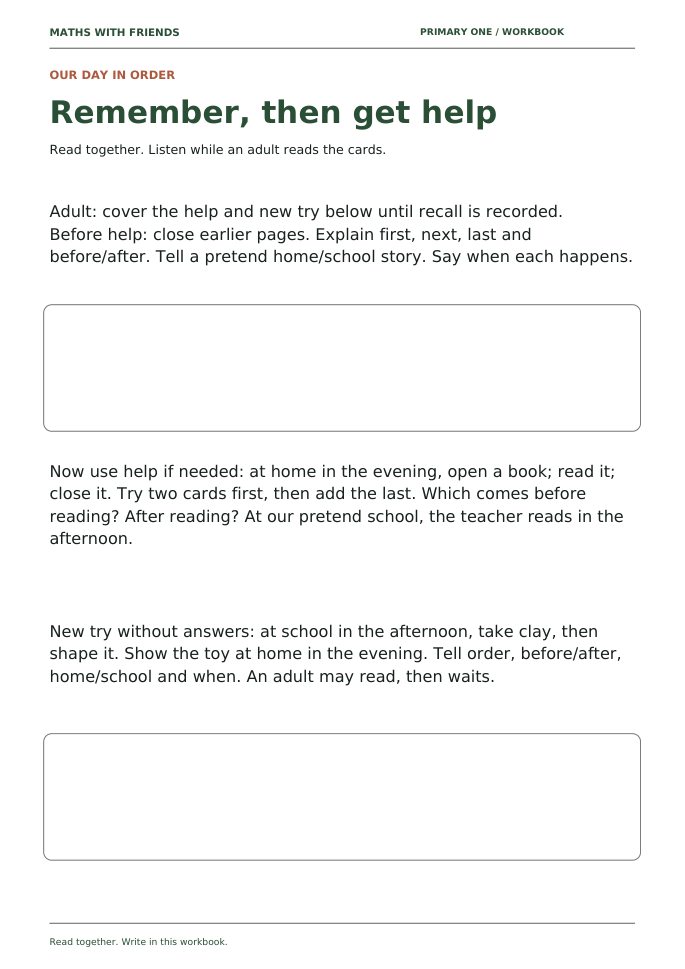 MATHS WITH FRIENDS
PRIMARY ONE / WORKBOOK
OUR DAY IN ORDER
Remember, then get help
Read together. Listen while an adult reads the cards.
Adult: cover the help and new try below until recall is recorded.
Before help: close earlier pages. Explain first, next, last and
before/after. Tell a pretend home/school story. Say when each happens.
Now use help if needed: at home in the evening, open a book; read it;
close it. Try two cards first, then add the last. Which comes before
reading? After reading? At our pretend school, the teacher reads in the
afternoon.
New try without answers: at school in the afternoon, take clay, then
shape it. Show the toy at home in the evening. Tell order, before/after,
home/school and when. An adult may read, then waits.
Read together. Write in this workbook.